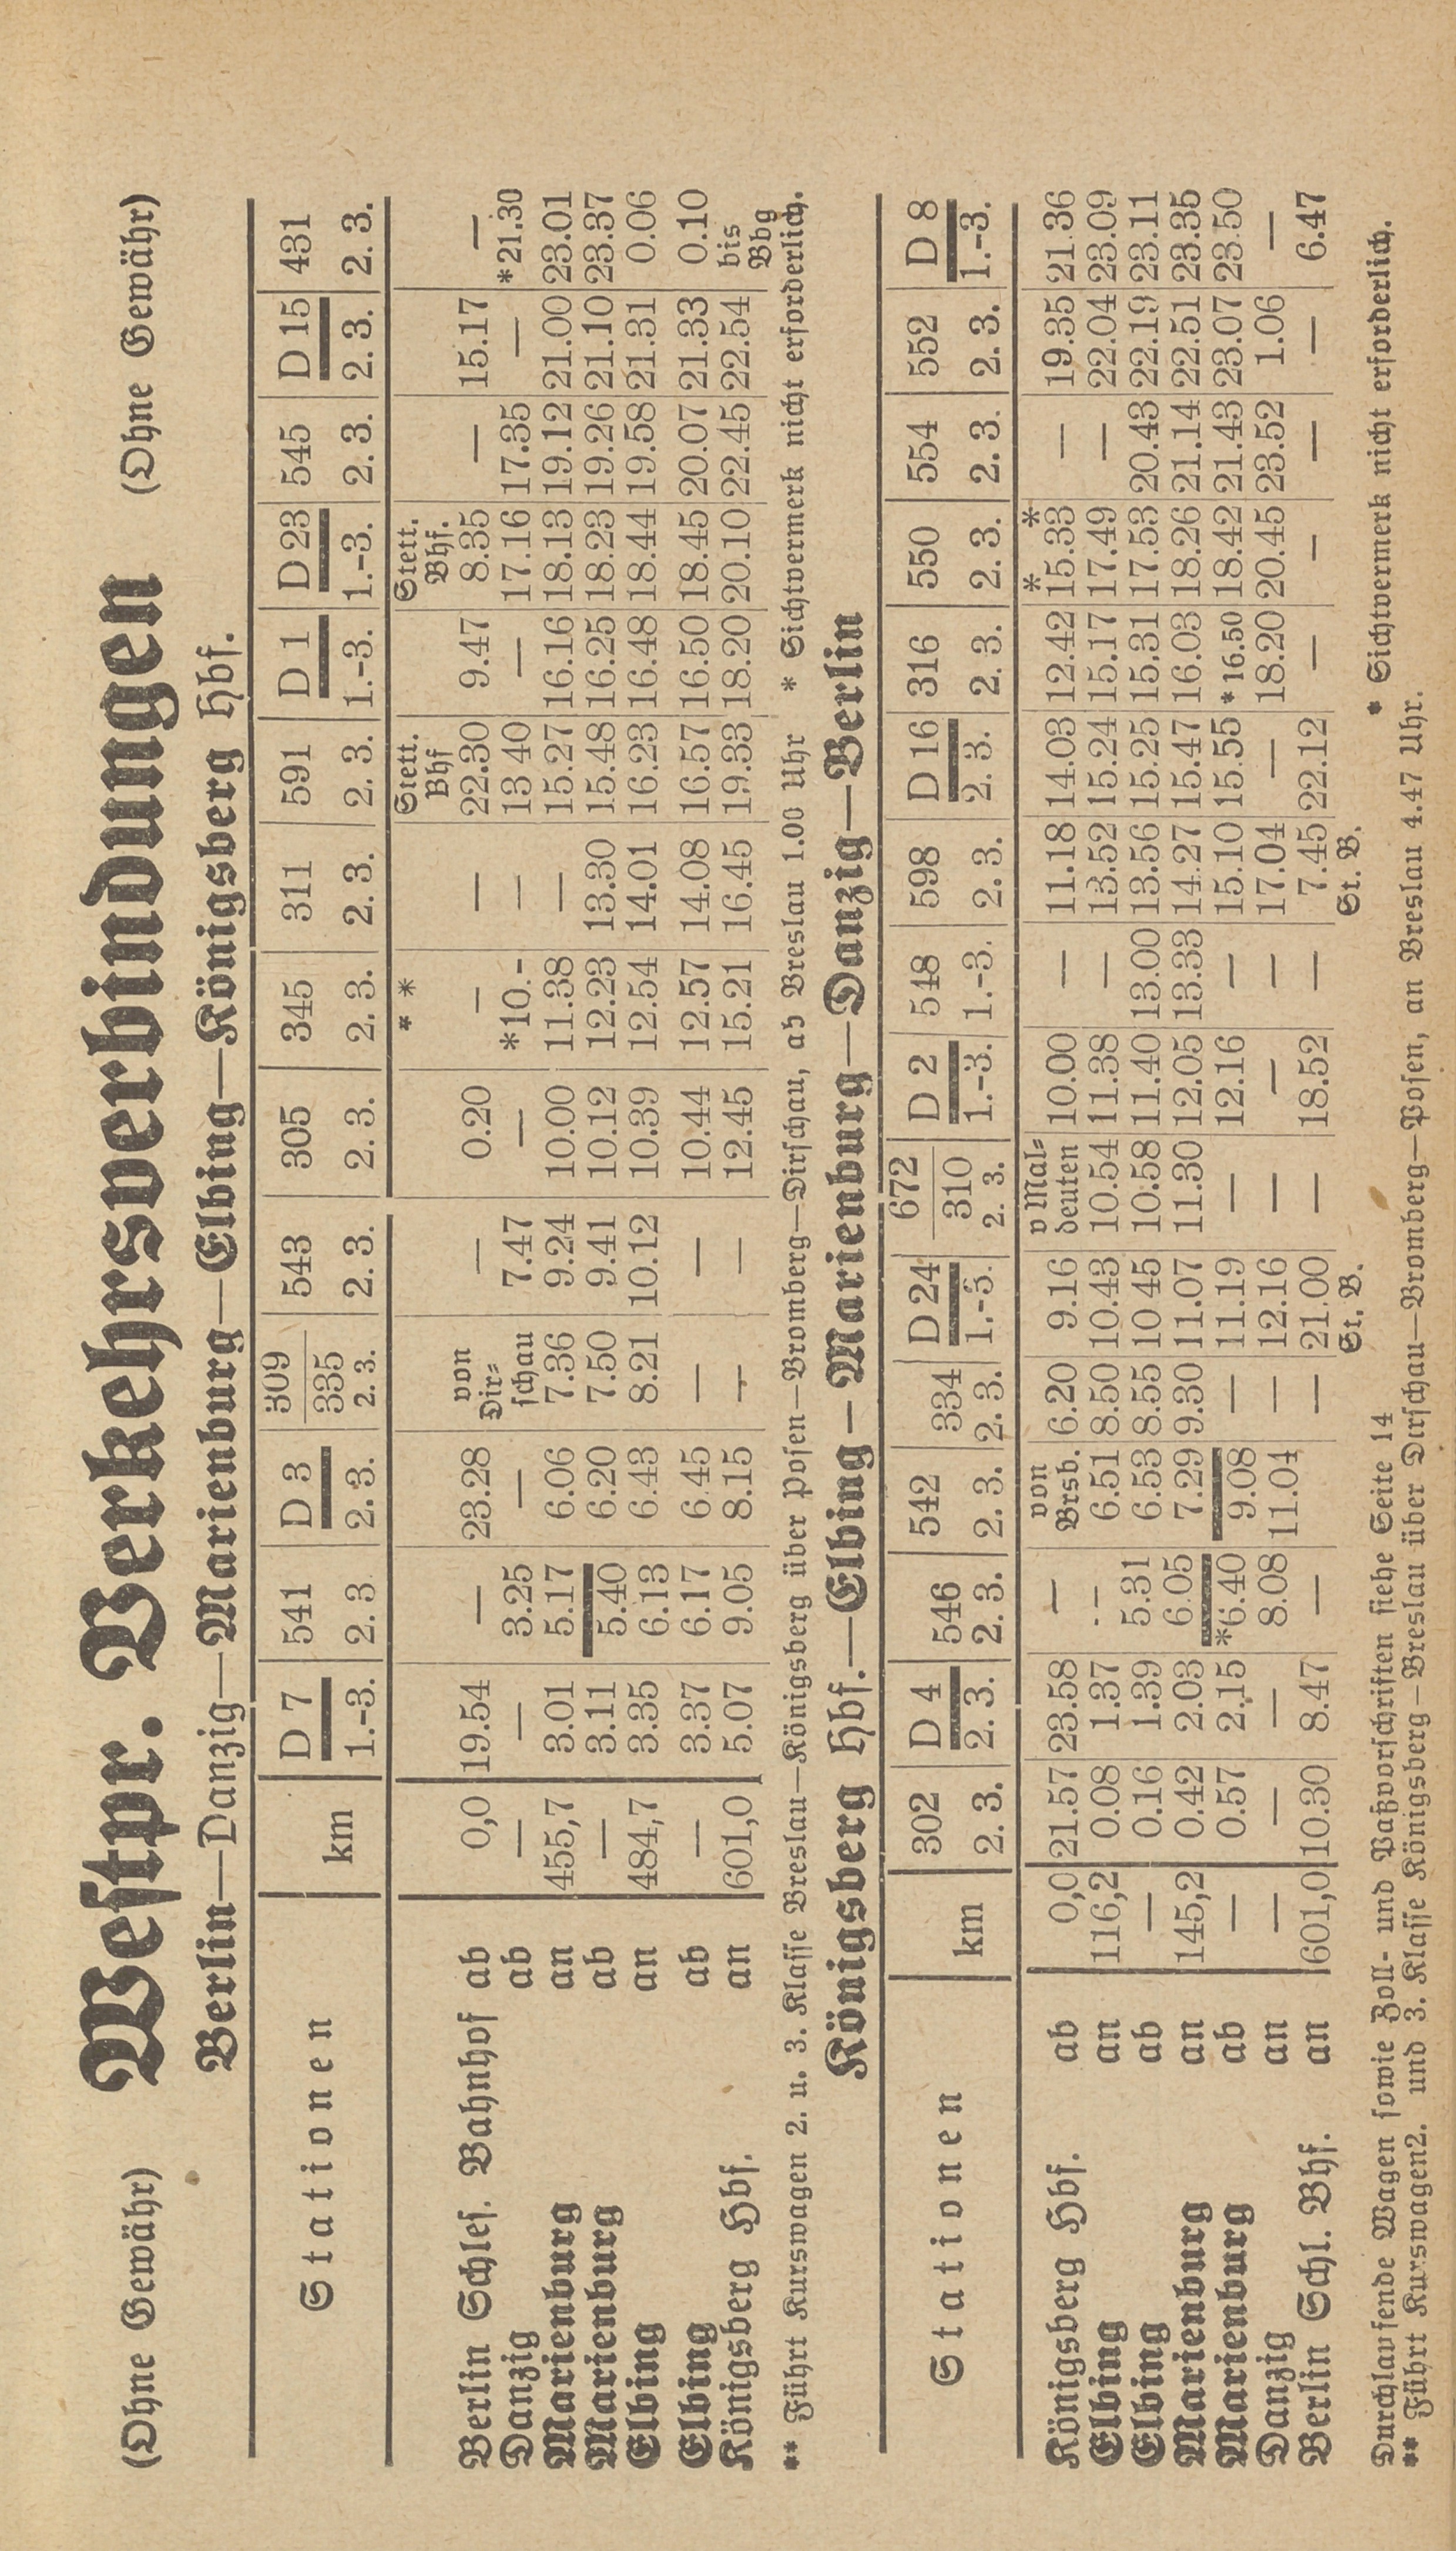 (Ohne Gewähr) Westpr. Verkehrsverbindungen (Ohne Gewähr)
Berlin—Danzig—Marienburg—Elbing—Königsberg Hbf.
Stationen km D 7 541 D 3 309 543 305 345 311 591 D 1 D 23 545 D 15 431
335
1.-3. 2. 3 2. 3. 2. 3. 2. 3. 2. 3. 2. 3. 2. 3. 2. 3. 1.-3. 1.-3. 2. 3. 2. 3. 2. 3.
* * Stett. Stett.
von Bhf Bhf.
Berlin Schles. Bahnhof ab 0,0 19.54 — 23.28 Dir= — 0.20 — — 22.30 9.47 8.35 — 15.17 —
Danzig ab — — 3.25 — schau 7.47 — *10.- — 13 40 — 17.16 17.35 — *21.30
Marienburg an 455,7 3.01 5.17 6.06 7.36 9.24 10.00 11.38 — 15.27 16.16 18.13 19.12 21.00 23.01
Marienburg ab — 3.11 5.40 6.20 7.50 9.41 10.12 12.23 13.30 15.48 16.25 18.23 19.26 21.10 23.37
Elbing an 484,7 3.35 6.13 6.43 8.21 10.12 10.39 12.54 14.01 16.23 16.48 18.44 19.58 21.31 0.06
Elbing ab — 3.37 6.17 6.45 — — 10.44 12.57 14.08 16.57 16.50 18.45 20.07 21.33 0.10
Königsberg Hbf. an 601,0 5.07 9.05 8.15 — — 12.45 15.21 16.45 19.33 18.20 20.10 22.45 22.54 bis
Bbg
** Führt Kurswagen 2. u. 3. Klasse Breslau—Königsberg über Posen—Bromberg—Dirschau, ab Breslau 1.00 Uhr * Sichtvermerk nicht erforderlich.
Königsberg Hbf.—Elbing—Marienburg—Danzig—Berlin
Stationen km 302 D 4 546 542 334 D 24 672 D 2 548 598 D 16 316 550 554 552 D 8
310
2. 3. 2. 3. 2. 3. 2. 3. 2. 3. 1.-3. 2. 3. 1.-3. 1.-3. 2. 3. 2. 3. 2. 3. 2. 3. 2. 3. 2. 3. 1.-3.
von v Mal= * *
Königsberg Hbf. ab 0,0 21.57 23.58 — Brsb. 6.20 9.16 deuten 10.00 — 11.18 14.03 12.42 15.33 — 19.35 21.36
Elbing an 116,2 0.08 1.37 -- 6.51 8.50 10.43 10.54 11.38 — 13.52 15.24 15.17 17.49 — 22.04 23.09
Elbing ab — 0.16 1.39 5.31 6.53 8.55 10 45 10.58 11.40 13.00 13.56 15.25 15.31 17.53 20.43 22.19 23.11
Marienburg an 145,2 0.42 2.03 6.05 7.29 9.30 11.07 11.30 12.05 13.33 14.27 15.47 16.03 18.26 21.14 22.51 23.35
Marienburg ab — 0.57 2.15 *6.40 9.08 — 11.19 — 12.16 — 15.10 15.55 *16.50 18.42 21.43 23.07 23.50
Danzig an — — — 8.08 11.04 — 12.16 — — — 17.04 — 18.20 20.45 23.52 1.06 —
Berlin Schl. Bhf. an 601,0 10.30 8.47 — — 21.00 — 18.52 — 7.45 22.12 — — — — 6.47
St. B. St. B.
Durchlaufende Wagen sowie Zoll- und Paßvorschriften siehe Seite 14 * Sichtvermerk nicht erforderlich.
** Führt Kurswagen2. und 3. Klasse Königsberg—Breslau über Dirschau—Bromberg—Posen, an Breslau 4.47 Uhr.